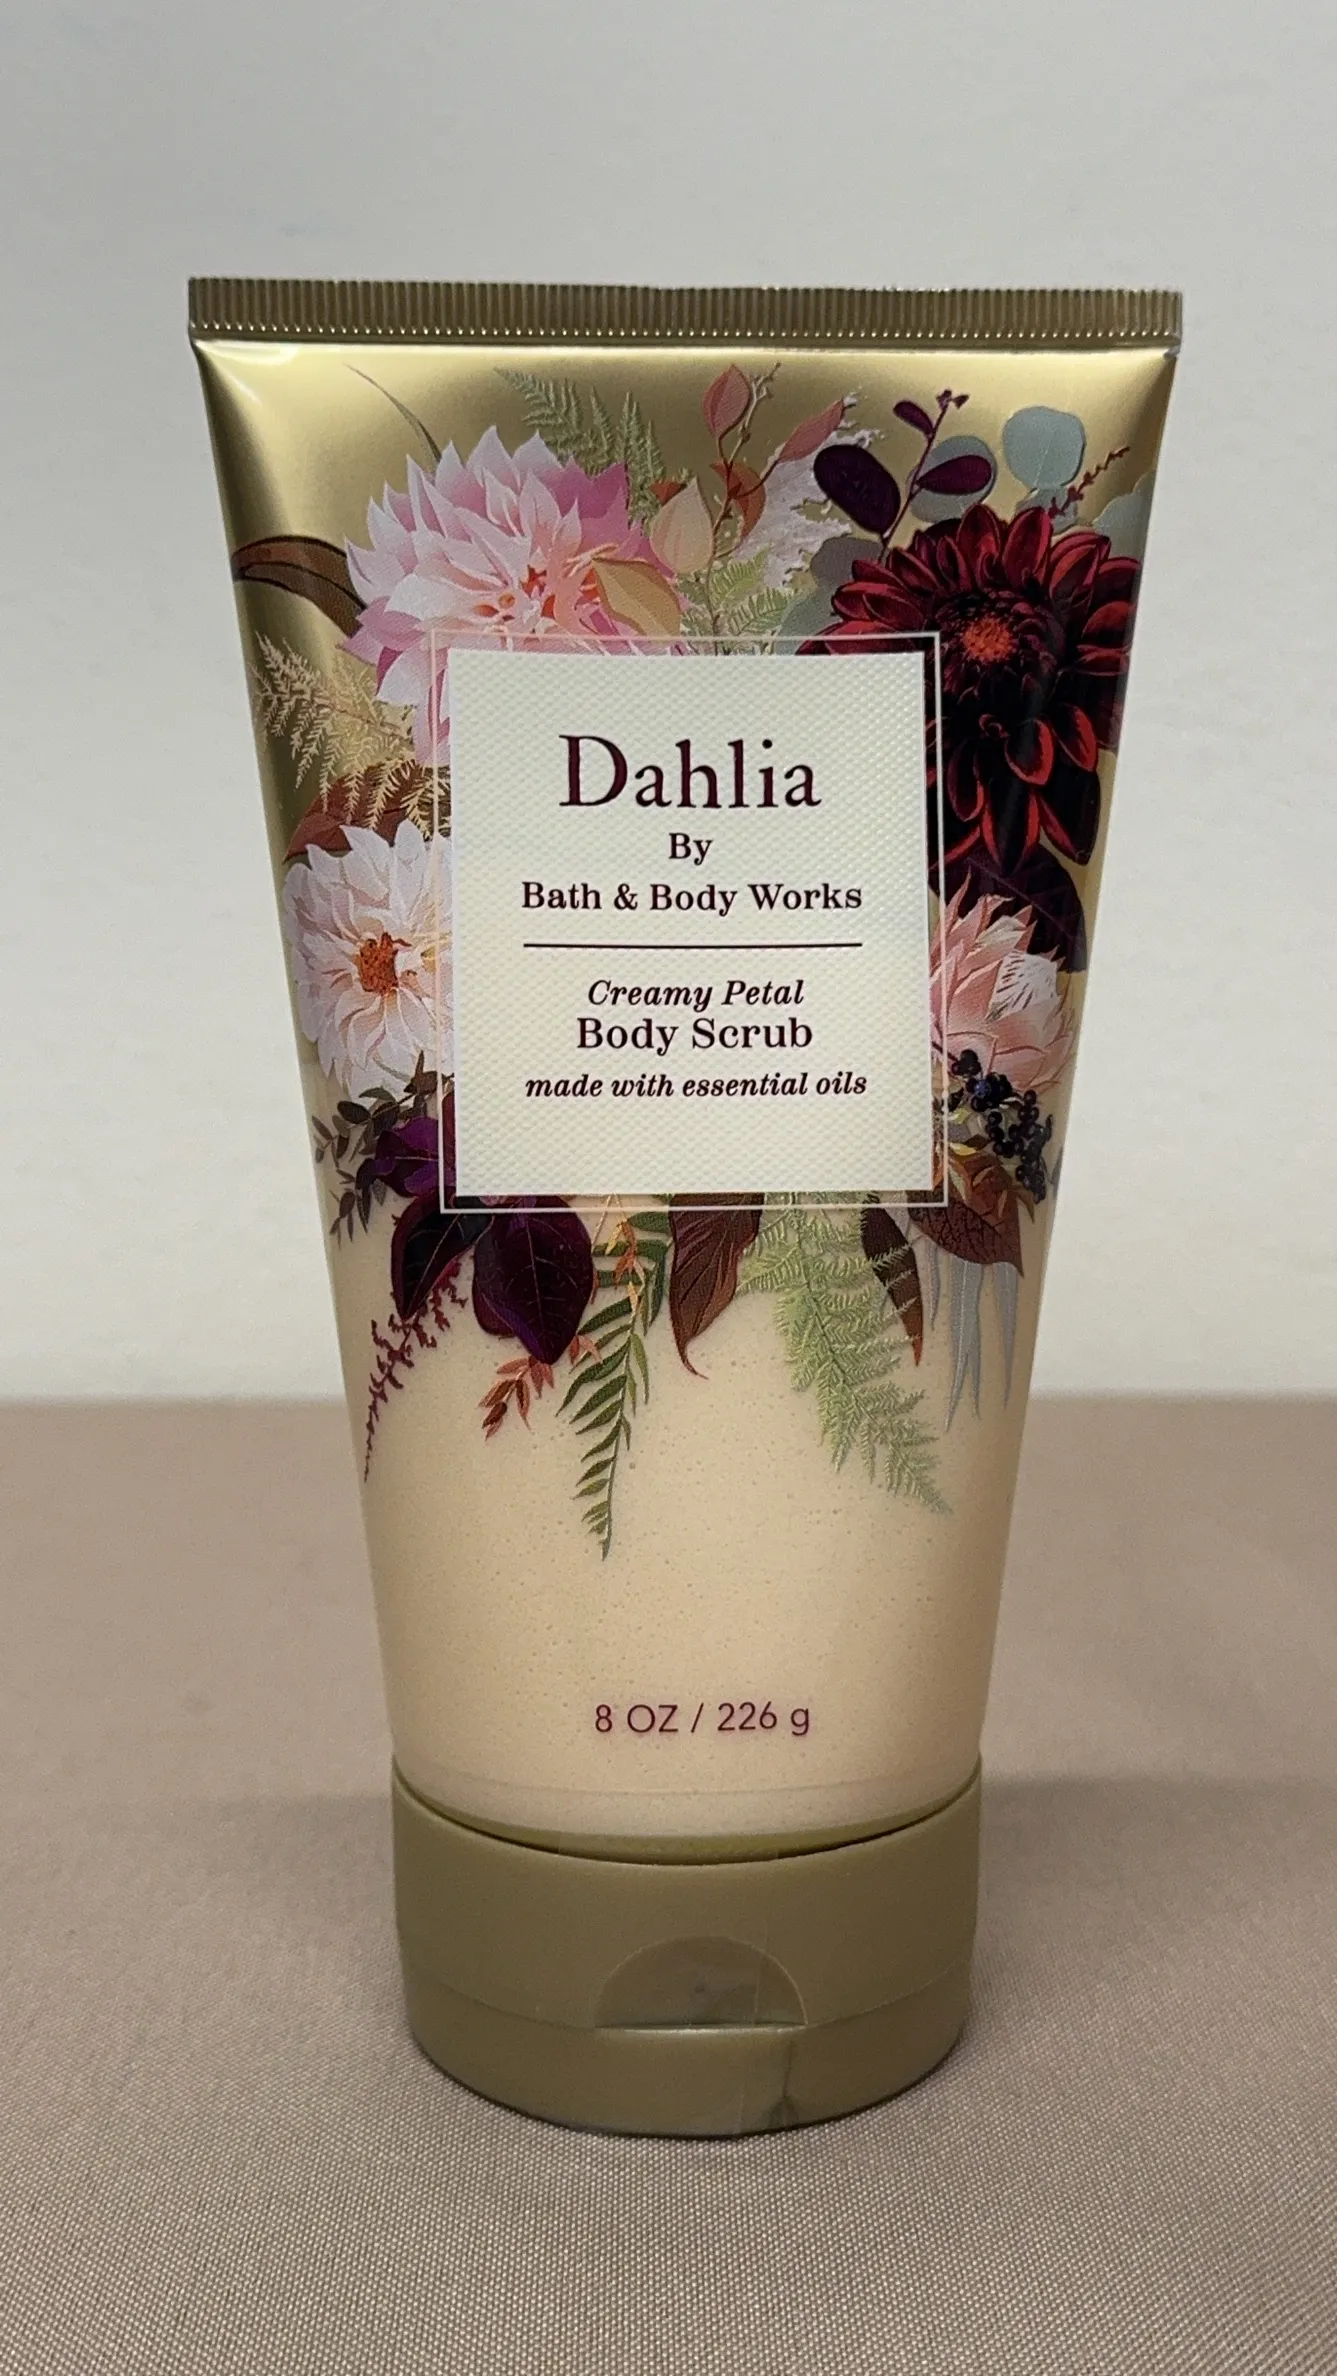 Dahlia
By
Bath & Body Works
Creamy Petal
Body Scrub
made with essential oils
8 OZ / 226 g